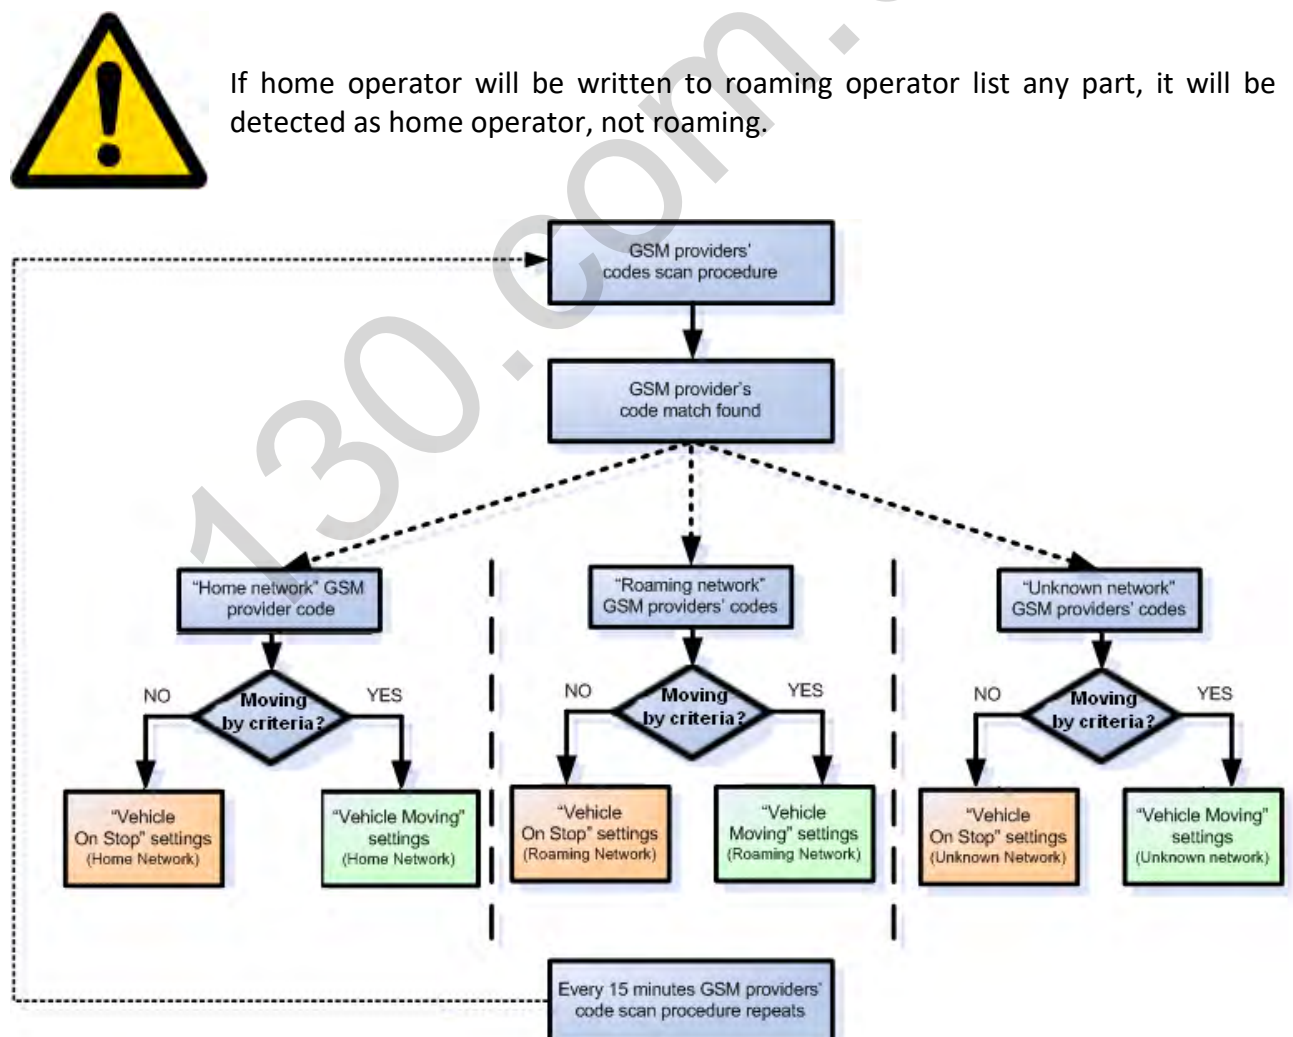 If home operator will be written to roaming operator list any part, it will be
detected as home operator, not roaming.
GSM providers'
codes scan procedure
GSM provider's
code match found
"Home network" GSM
provider code
"Roaming network"
GSM providers' codes
"Unknown network"
GSM providers' codes
NO
Moving
by criteria?
YES
NO
Moving
by criteria?
YES
NO
Moving
by criteria?
YES
"Vehicle
On Stop" settings
(Home Network)
"Vehicle Moving"
settings
(Home Network)
"Vehicle
On Stop" settings
(Roaming Network)
"Vehicle
Moving" settings
(Roaming Network)
"Vehicle
On Stop" settings
(Unknown Network)
"Vehicle Moving"
settings
(Unknown network)
Every 15 minutes GSM providers'
code scan procedure repeats
130.com.